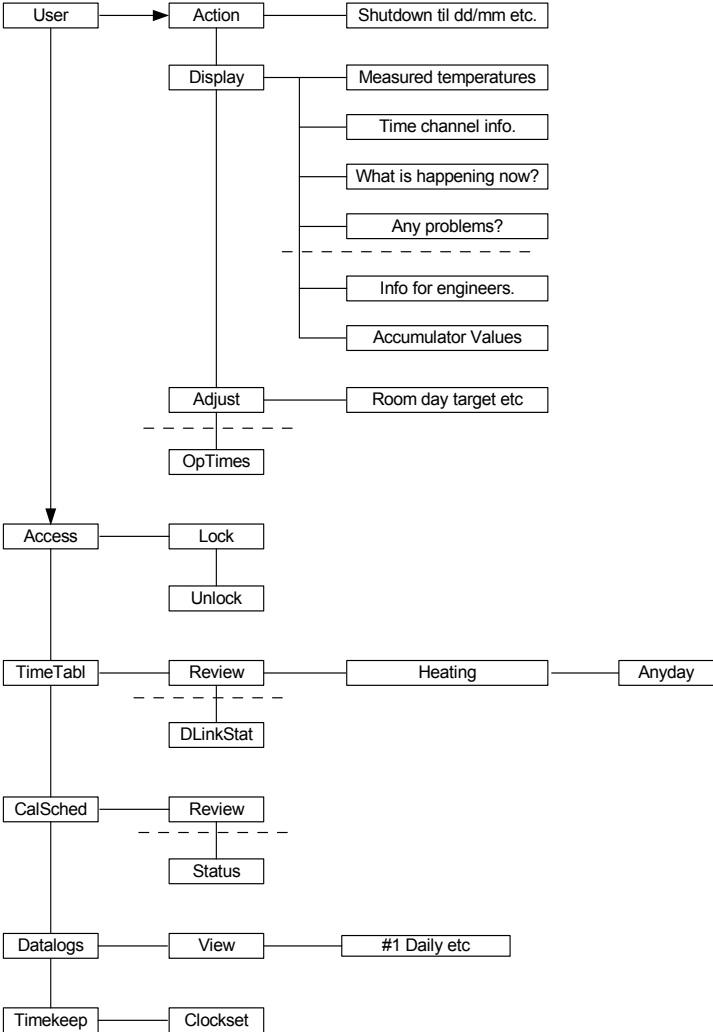 User
Action
Shutdown til dd/mm etc.
Display
Measured temperatures
Time channel info.
What is happening now?
Any problems?
Info for engineers.
Accumulator Values
Adjust
Room day target etc
OpTimes
Access
Lock
Unlock
TimeTabl
Review
Heating
Anyday
DLinkStat
CalSched
Review
Status
Datalogs
View
#1 Daily etc
Timekeep
Clockset